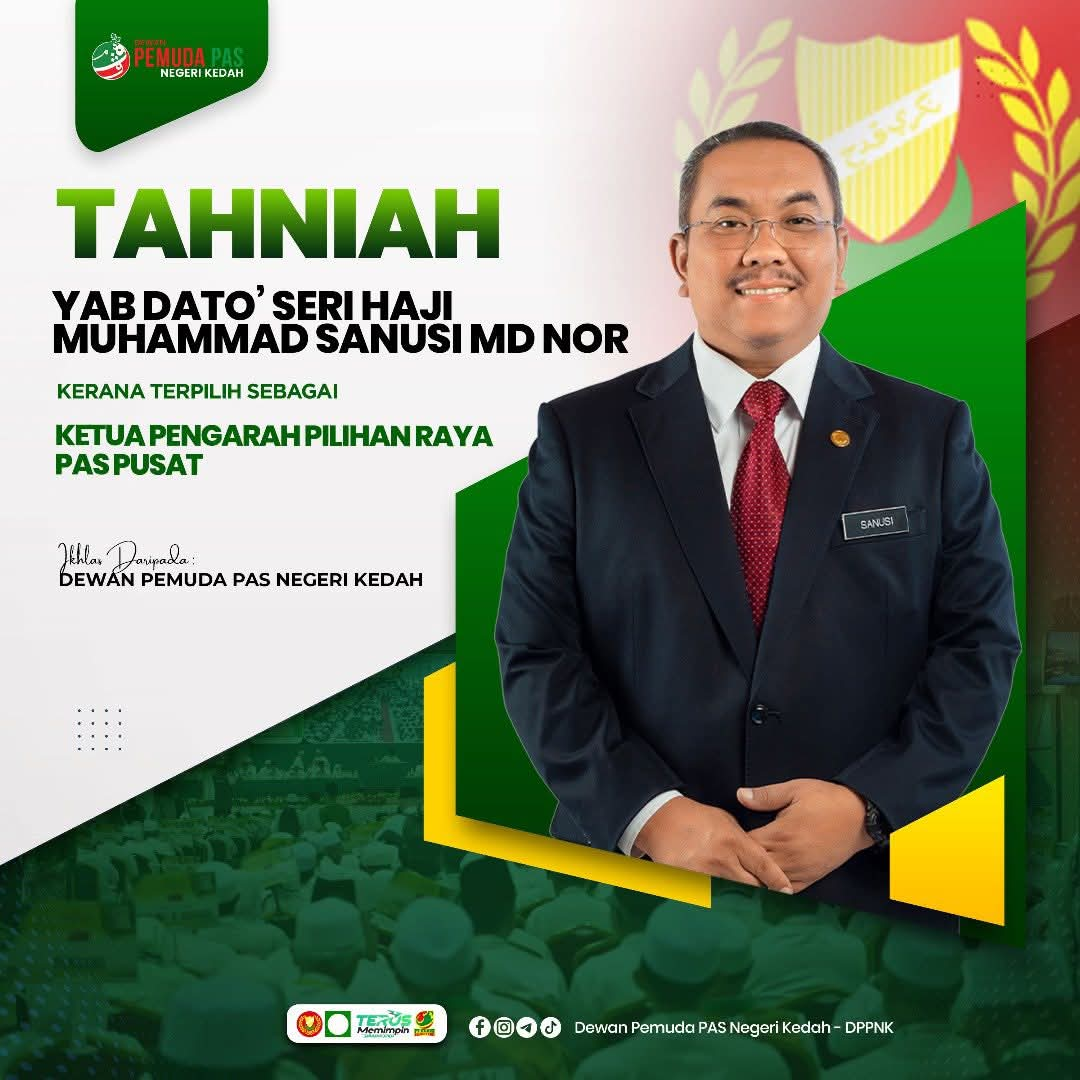 DEWAN
PEMUDA PAS
NEGERI KEDAH
TAHNIAH
YAB DATO' SERI HAJI
MUHAMMAD SANUSI MD NOR
KERANA TERPILIH SEBAGAI
KETUA PENGARAH PILIHAN RAYA
PAS PUSAT
Ikhlas Daripada :
DEWAN PEMUDA PAS NEGERI KEDAH
SANUSI
TERUS
Memimpin
Dewan Pemuda PAS Negeri Kedah - DPPNK